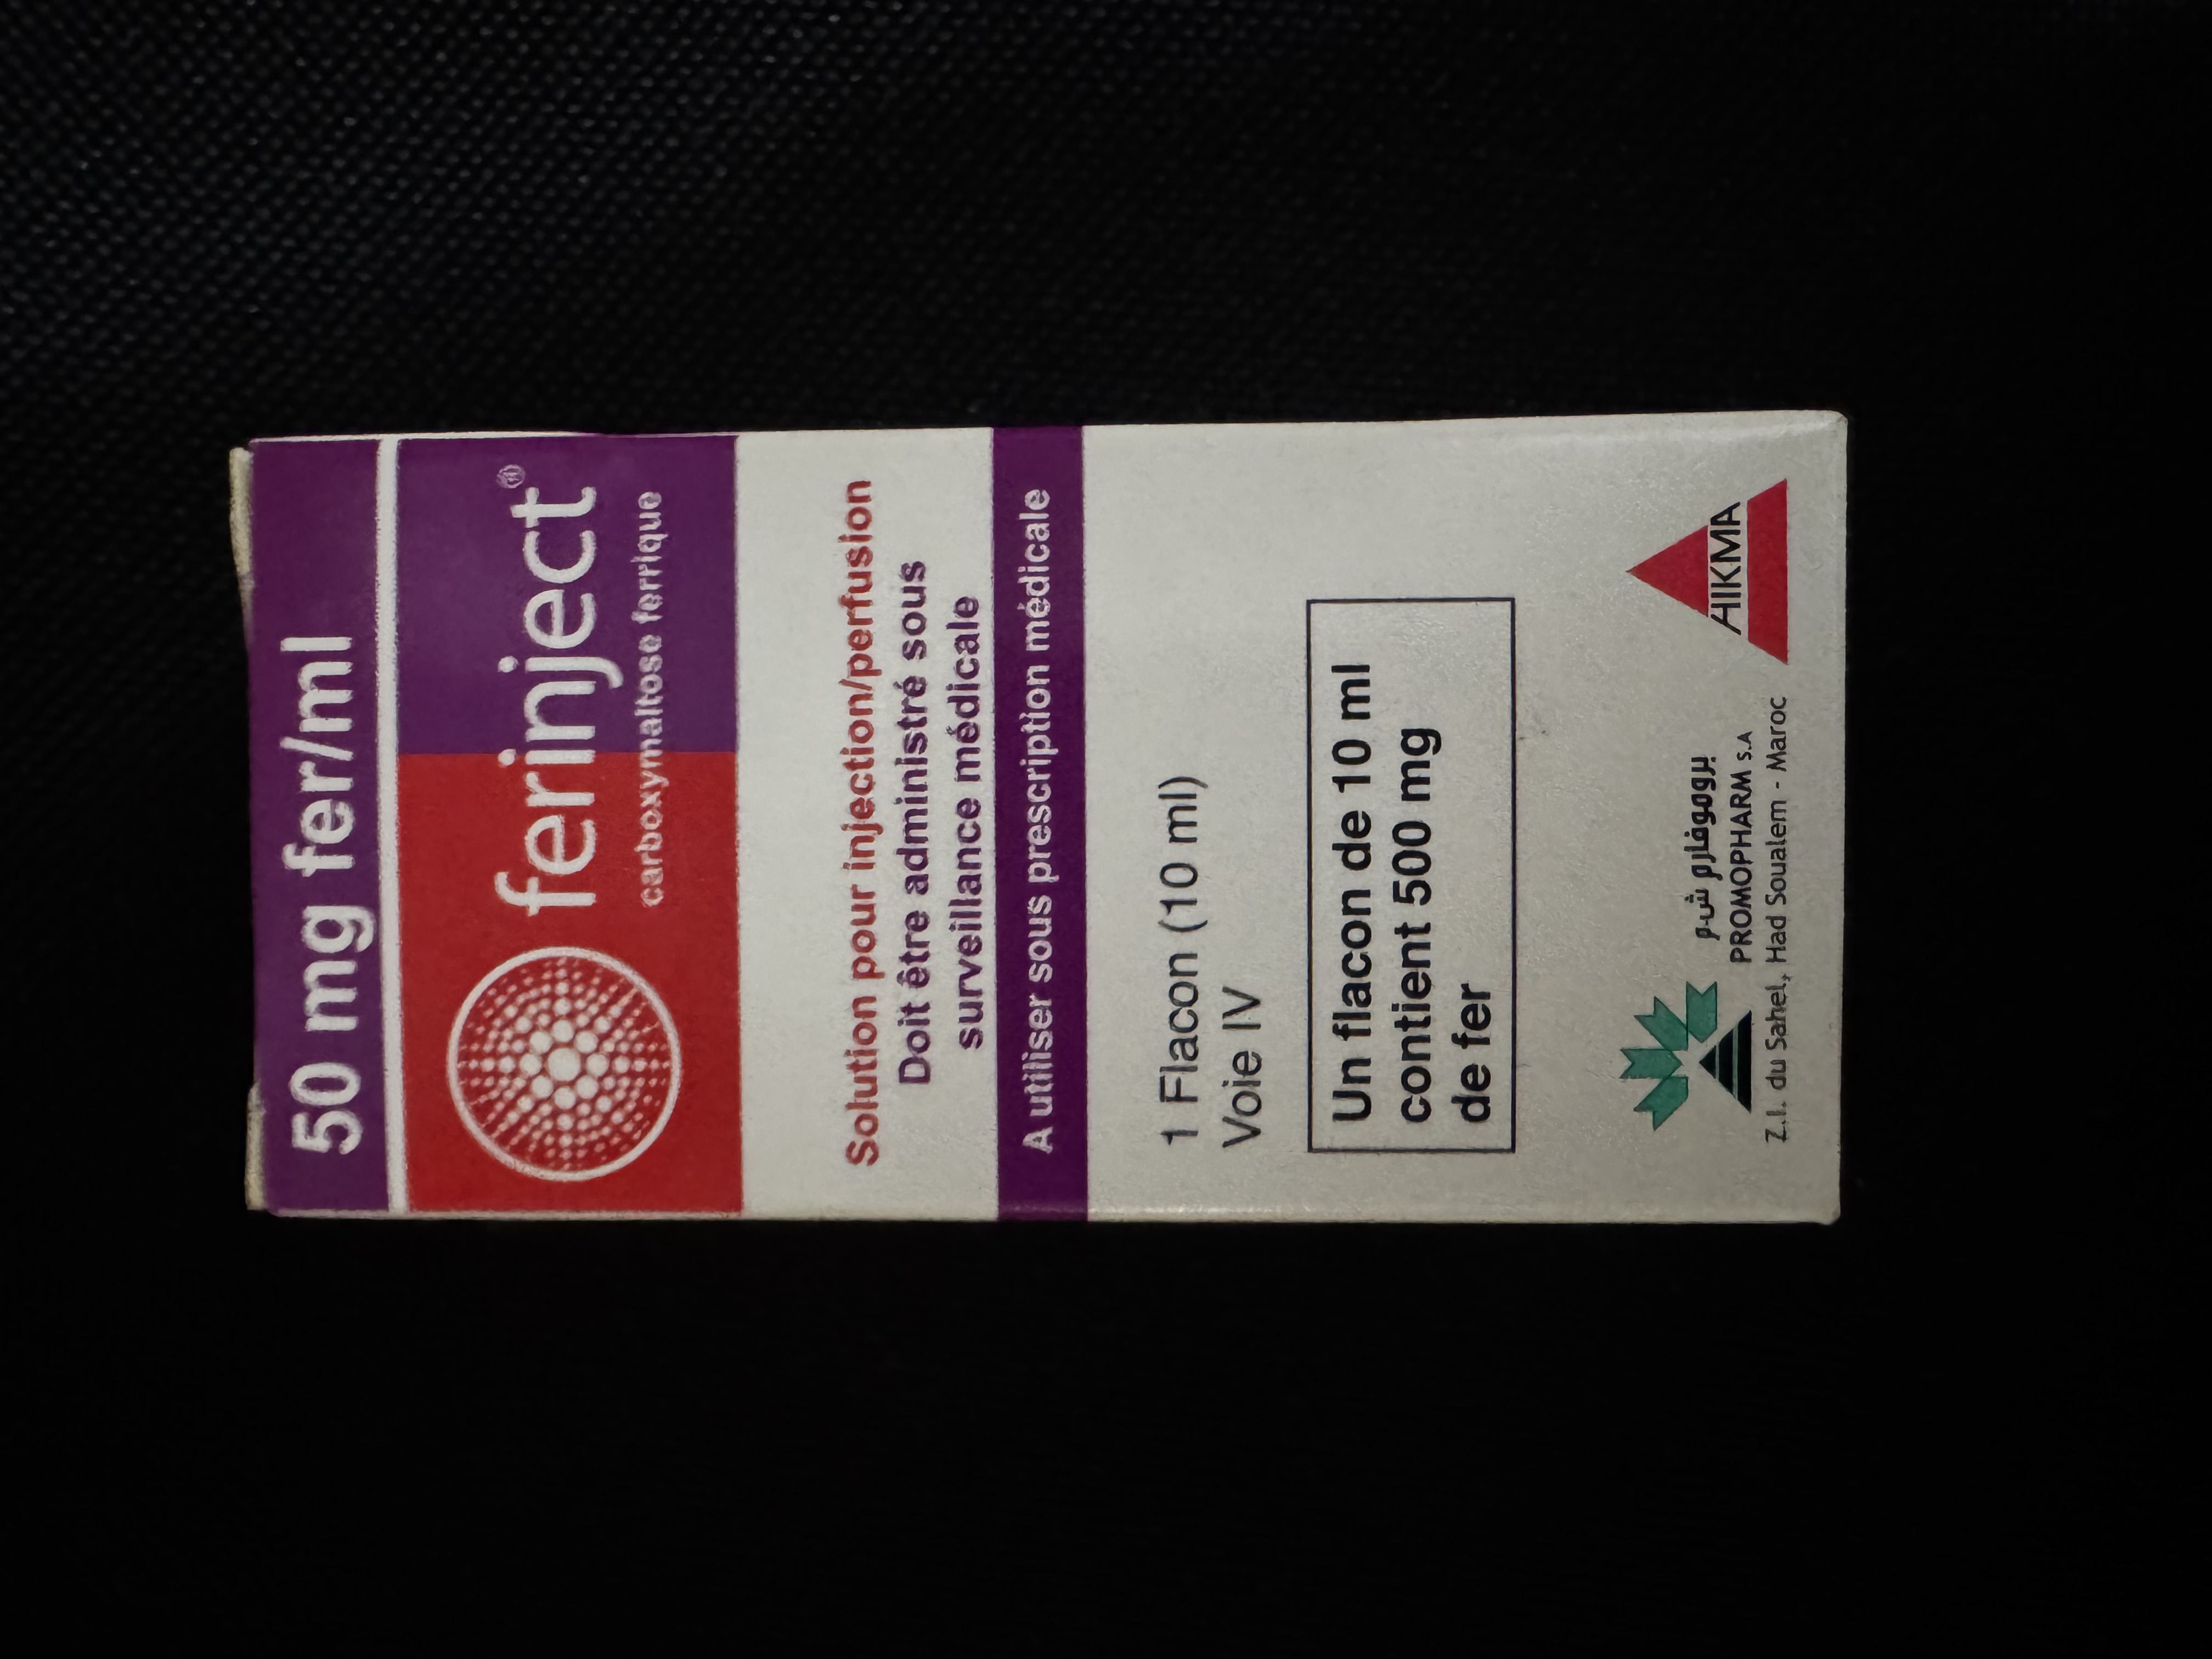 50 mg fer/ml
ferinject®
carboxymaltose ferrique
Solution pour injection/perfusion
Doit être administré sous
surveillance médicale
A utiliser sous prescription médicale
1 Flacon (10 ml)
Voie IV
Un flacon de 10 ml
contient 500 mg
de fer
بروموفارم ش.م
PROMOPHARM S.A
HIKMA
Z.I. du Sahel, Had Soualem - Maroc